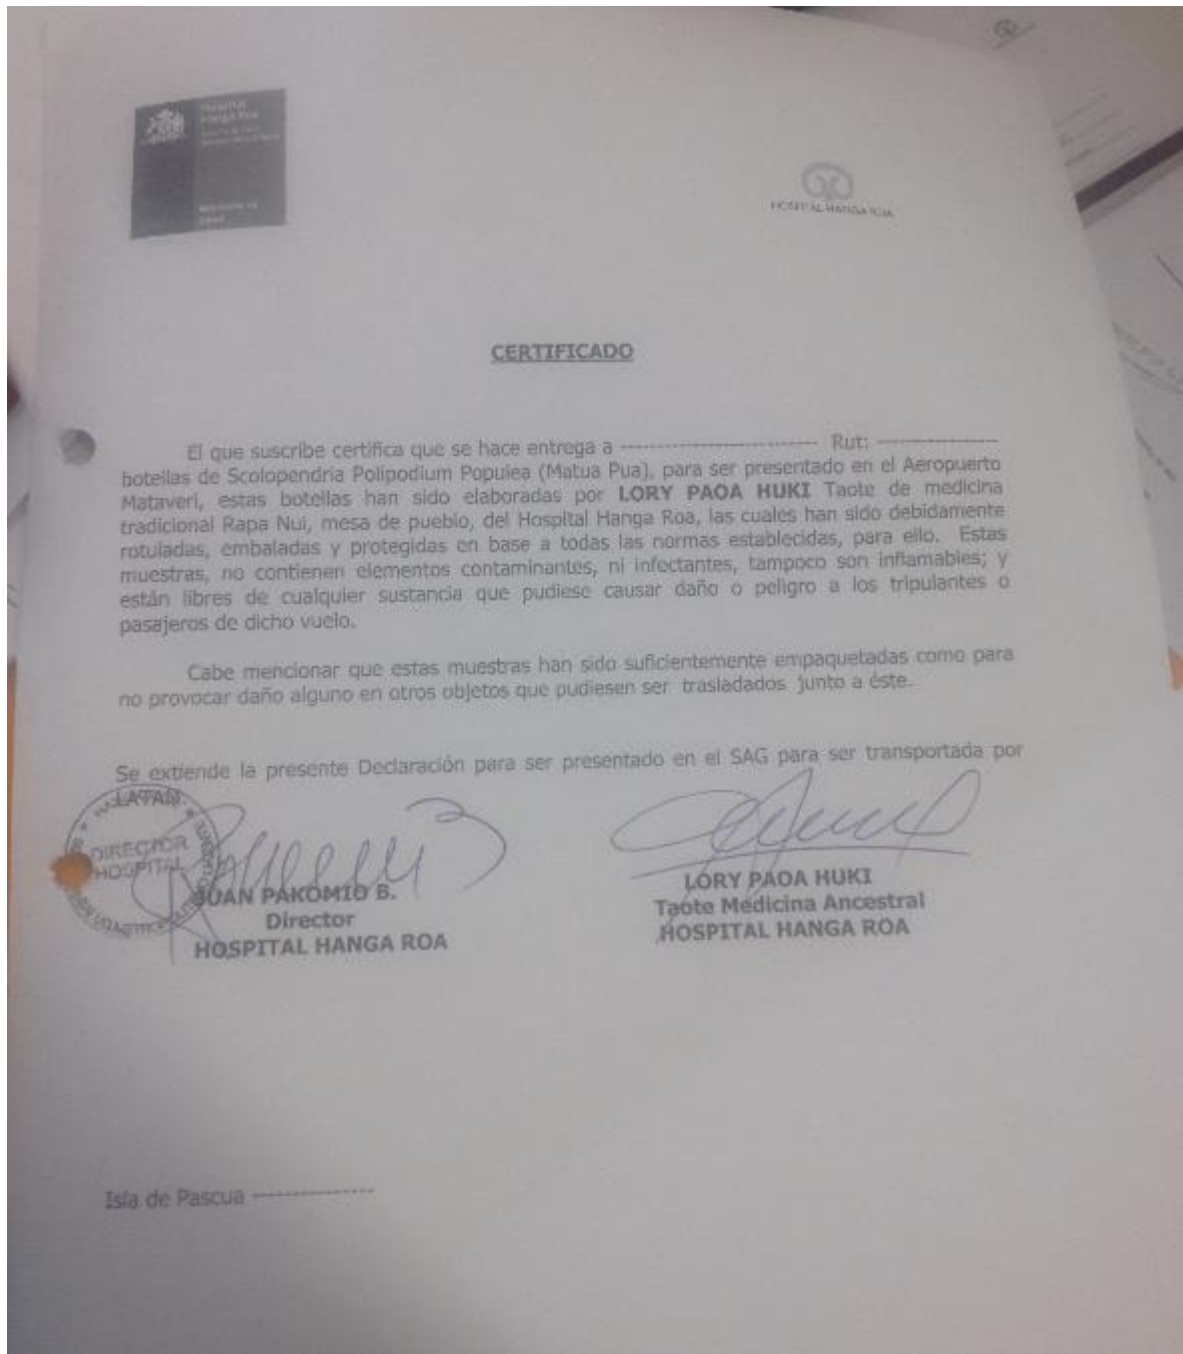 Hospital
Hanga Roa
HOSPITAL HANGA ROA
CERTIFICADO
El que suscribe certifica que se hace entrega a --------------------------- Rut: ----------------
botellas de Scolopendria Polipodium Populea (Matua Pua), para ser presentado en el Aeropuerto
Mataveri, estas botellas han sido elaboradas por LORY PAOA HUKI Taote de medicina
tradicional Rapa Nui, mesa de pueblo, del Hospital Hanga Roa, las cuales han sido debidamente
rotuladas, embaladas y protegidas en base a todas las normas establecidas, para ello. Estas
muestras, no contienen elementos contaminantes, ni infectantes, tampoco son inflamables; y
están libres de cualquier sustancia que pudiese causar daño o peligro a los tripulantes o
pasajeros de dicho vuelo.
Cabe mencionar que estas muestras han sido suficientemente empaquetadas como para
no provocar daño alguno en otros objetos que pudiesen ser trasladados junto a éste.
Se extiende la presente Declaración para ser presentado en el SAG para ser transportada por
LATAM
DIRECTOR
HOSPITAL
JUAN PAKOMIO B.
Director
HOSPITAL HANGA ROA
LORY PAOA HUKI
Taote Medicina Ancestral
HOSPITAL HANGA ROA
Isla de Pascua ----------------